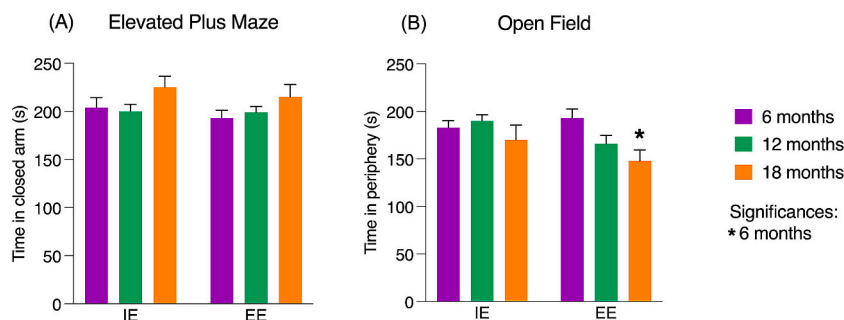 (A) Elevated Plus Maze
Time in closed arm (s)
250
200
150
100
50
0
IE EE
(B) Open Field
Time in periphery (s)
250
200
150
100
50
0
*
IE EE
6 months
12 months
18 months
Significances:
* 6 months